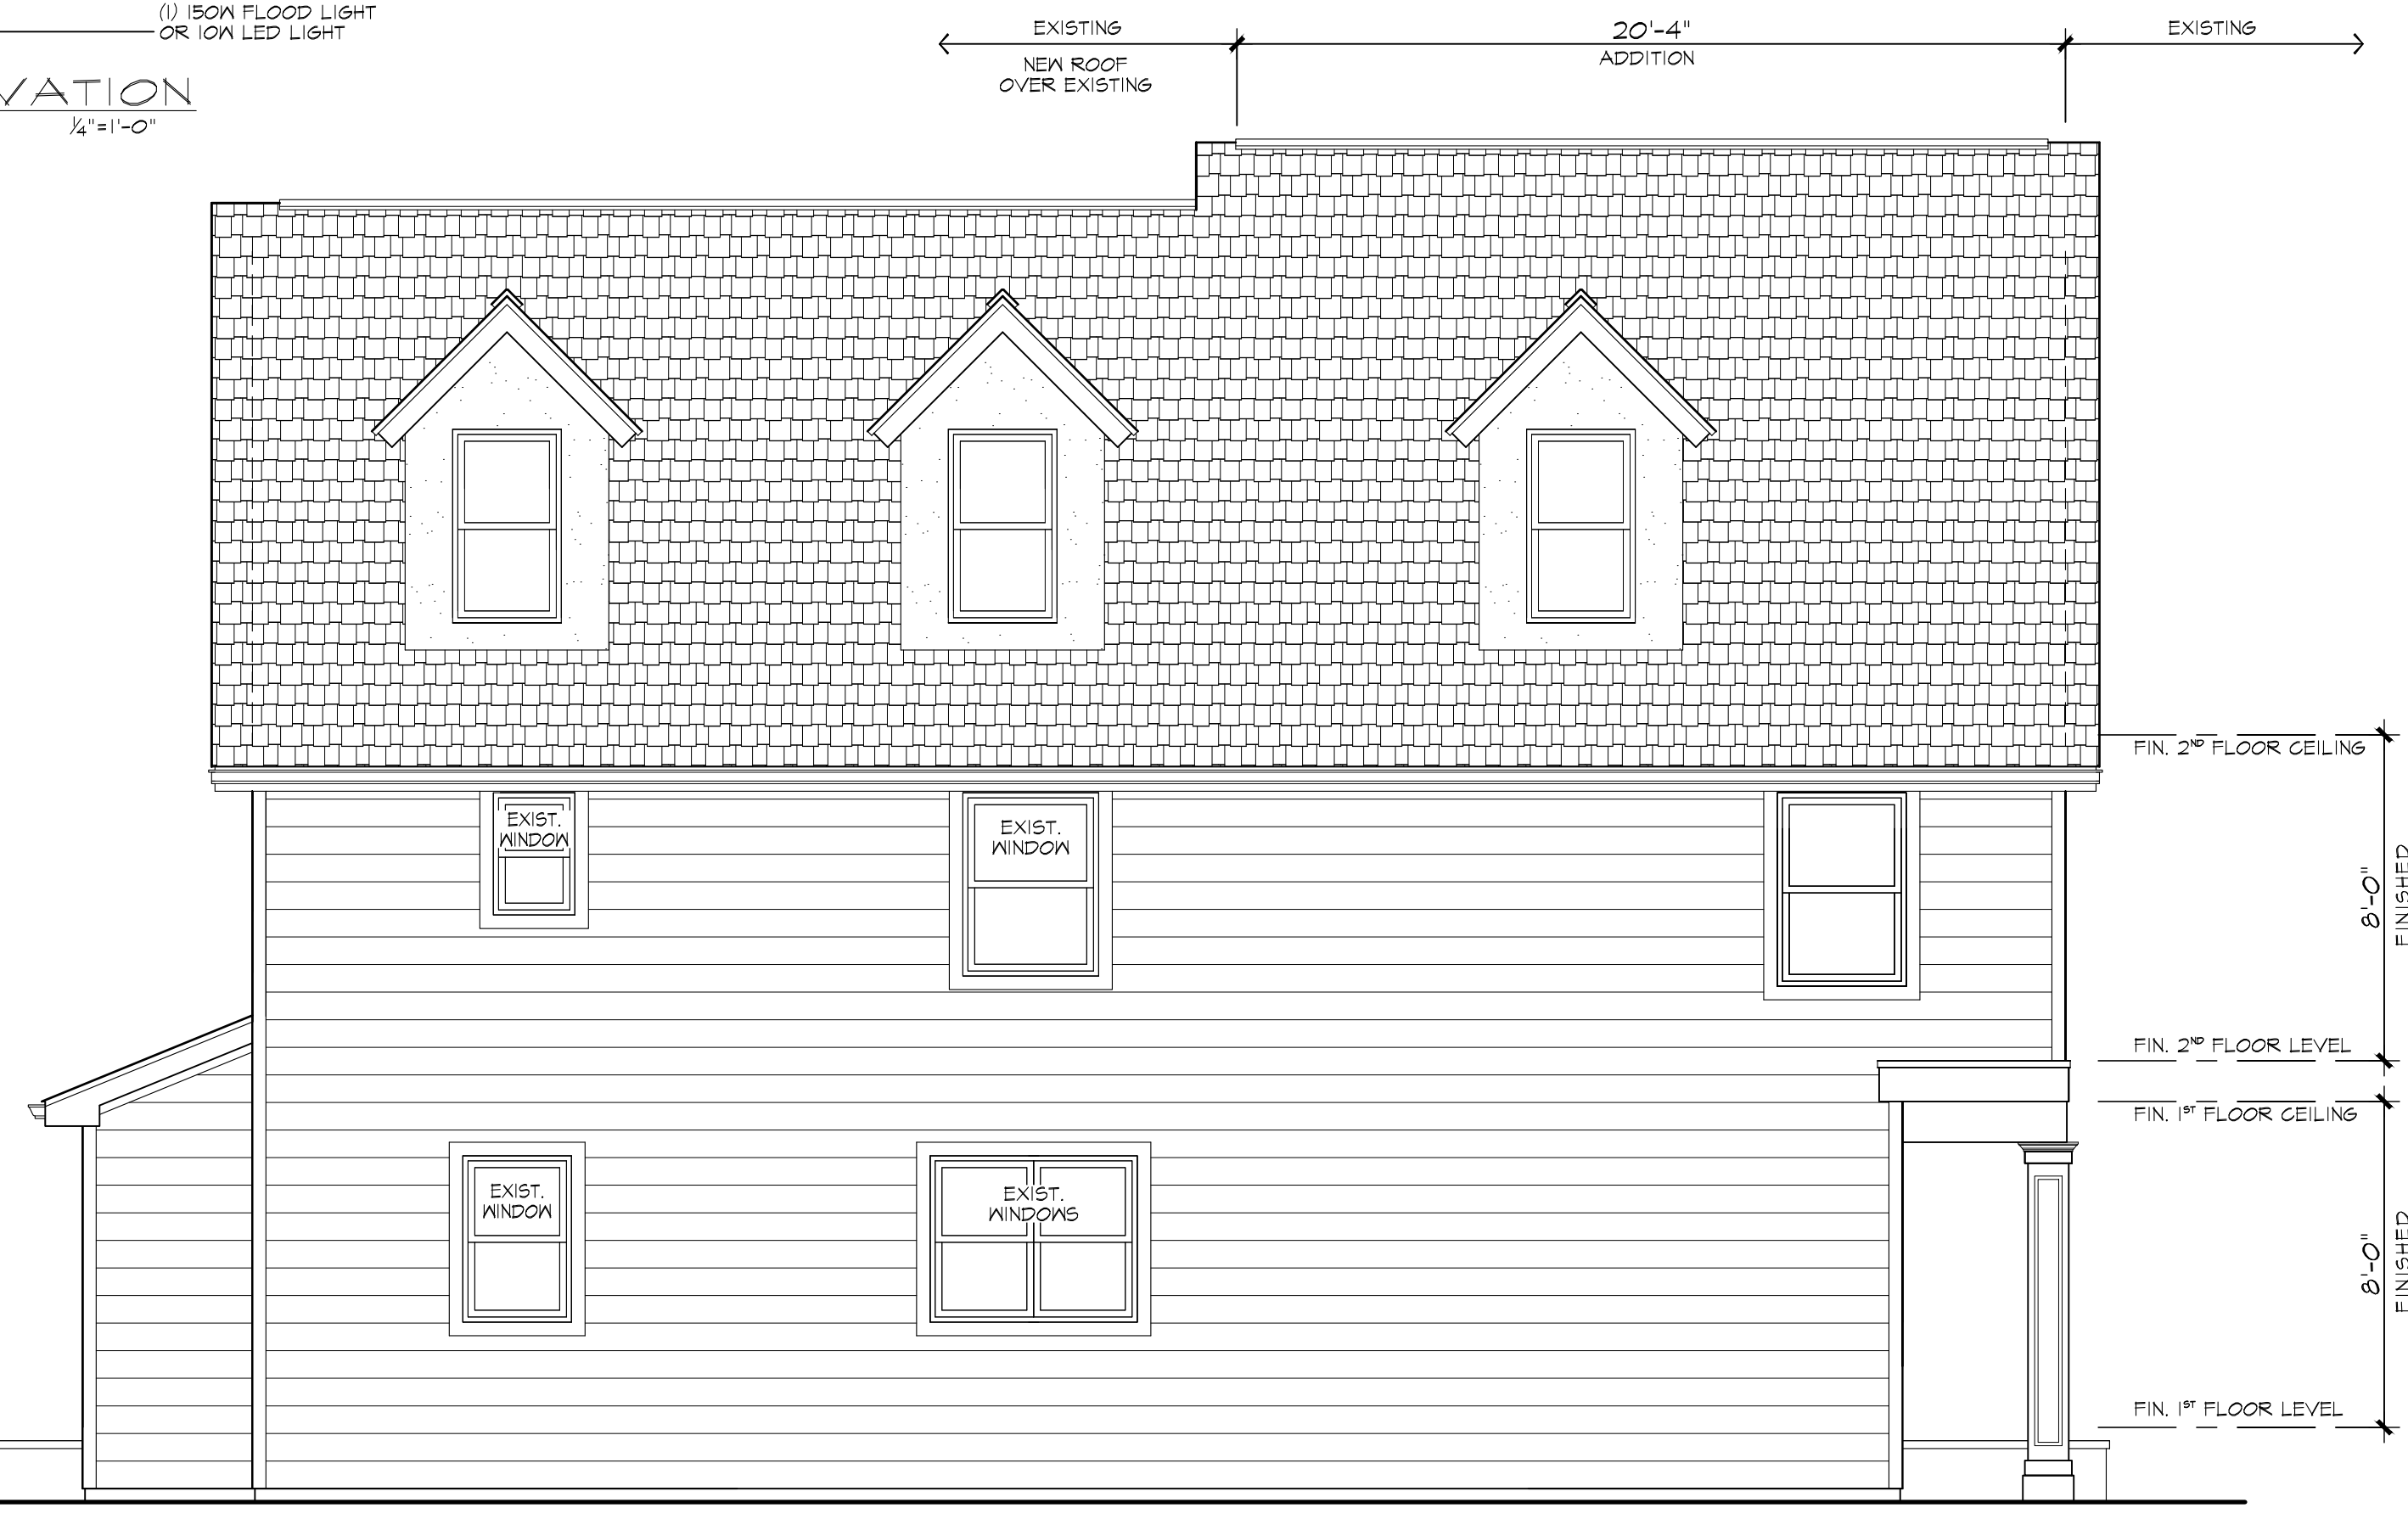 (1) 150W FLOOD LIGHT
OR 10W LED LIGHT
VATION
¼"=1'-0"
EXISTING
NEW ROOF
OVER EXISTING
20'-4"
ADDITION
EXISTING
FIN. 2ND FLOOR CEILING
EXIST.
WINDOW
EXIST.
WINDOW
8'-0"
FINISHED
FIN. 2ND FLOOR LEVEL
FIN. 1ST FLOOR CEILING
EXIST.
WINDOW
EXIST.
WINDOWS
8'-0"
FINISHED
FIN. 1ST FLOOR LEVEL